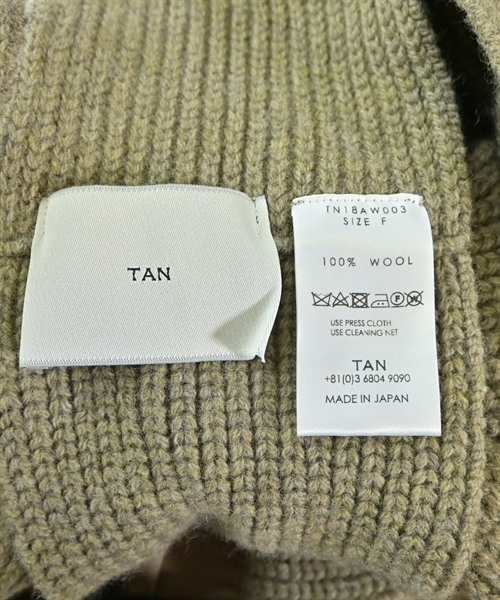 TAN
TN18AW003
SIZE F
100% WOOL
F W
USE PRESS CLOTH
USE CLEANING NET
TAN
+81(0)3 6804 9090
MADE IN JAPAN